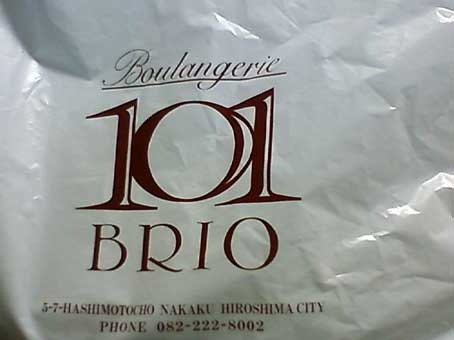 Boulangerie
101
BRIO
5-7-HASHIMOTOCHO NAKAKU HIROSHIMA CITY
PHONE 082-222-8002